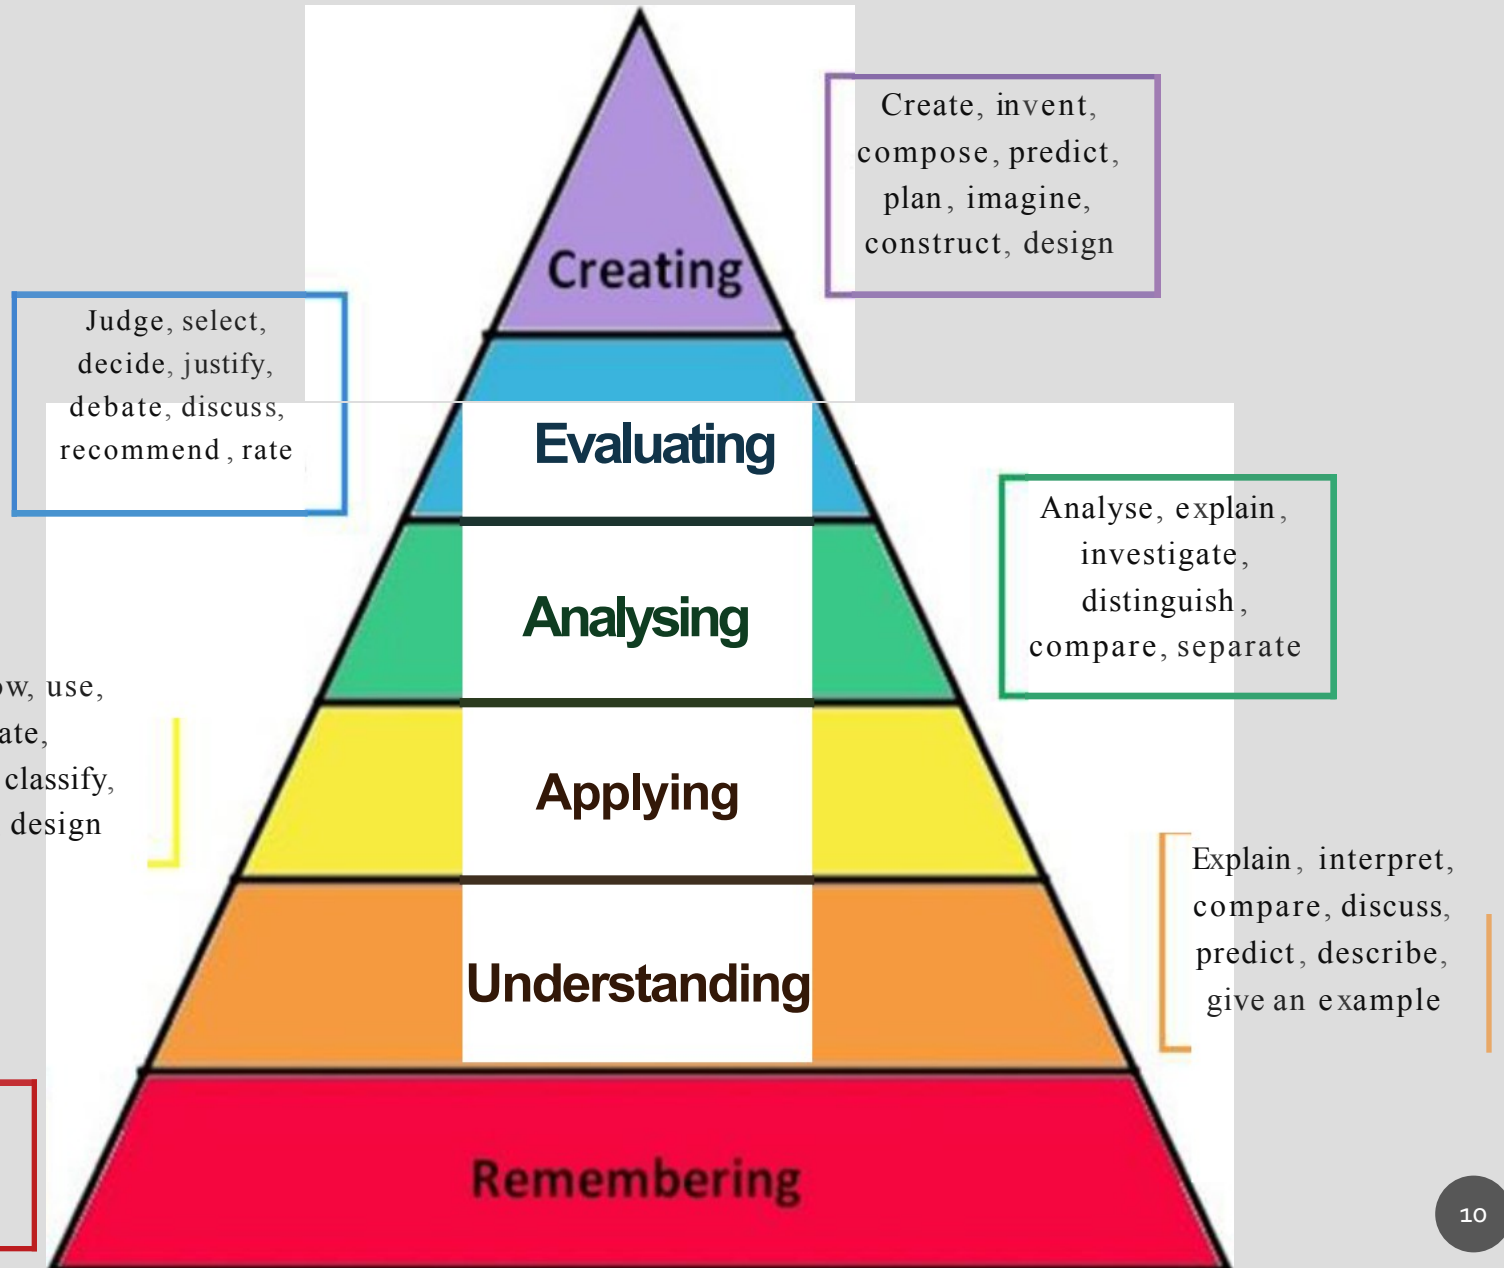 Create, invent,
compose, predict,
plan, imagine,
construct, design
Creating
Judge, select,
decide, justify,
debate, discuss,
recommend, rate
Evaluating
Analyse, explain,
investigate,
distinguish,
compare, separate
Analysing
use,
classify,
design
Applying
Explain, interpret,
compare, discuss,
predict, describe,
give an example
Understanding
Remembering
10